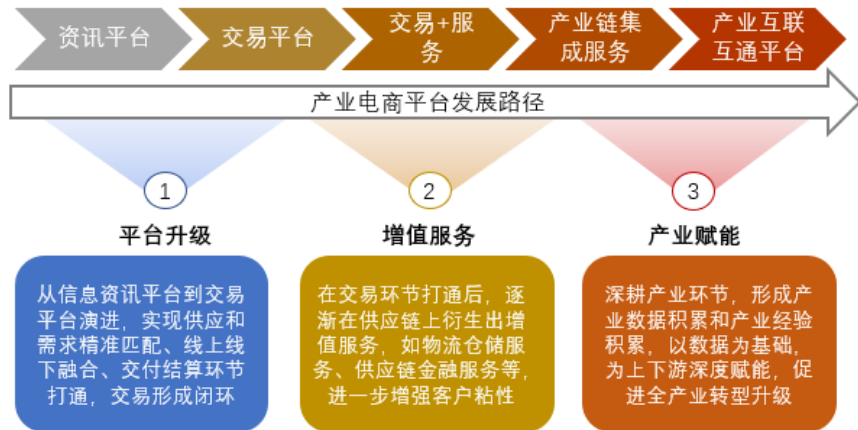 资讯平台
交易平台
交易+服
务
产业链集
成服务
产业互联
互通平台
产业电商平台发展路径
1
平台升级
从信息资讯平台到交易
平台演进，实现供应和
需求精准匹配、线上线
下融合、交付结算环节
打通，交易形成闭环
2
增值服务
在交易环节打通后，逐
渐在供应链上衍生出增
值服务，如物流仓储服
务、供应链金融服务等，
进一步增强客户粘性
3
产业赋能
深耕产业环节，形成产
业数据积累和产业经验
积累，以数据为基础，
为上下游深度赋能，促
进全产业转型升级